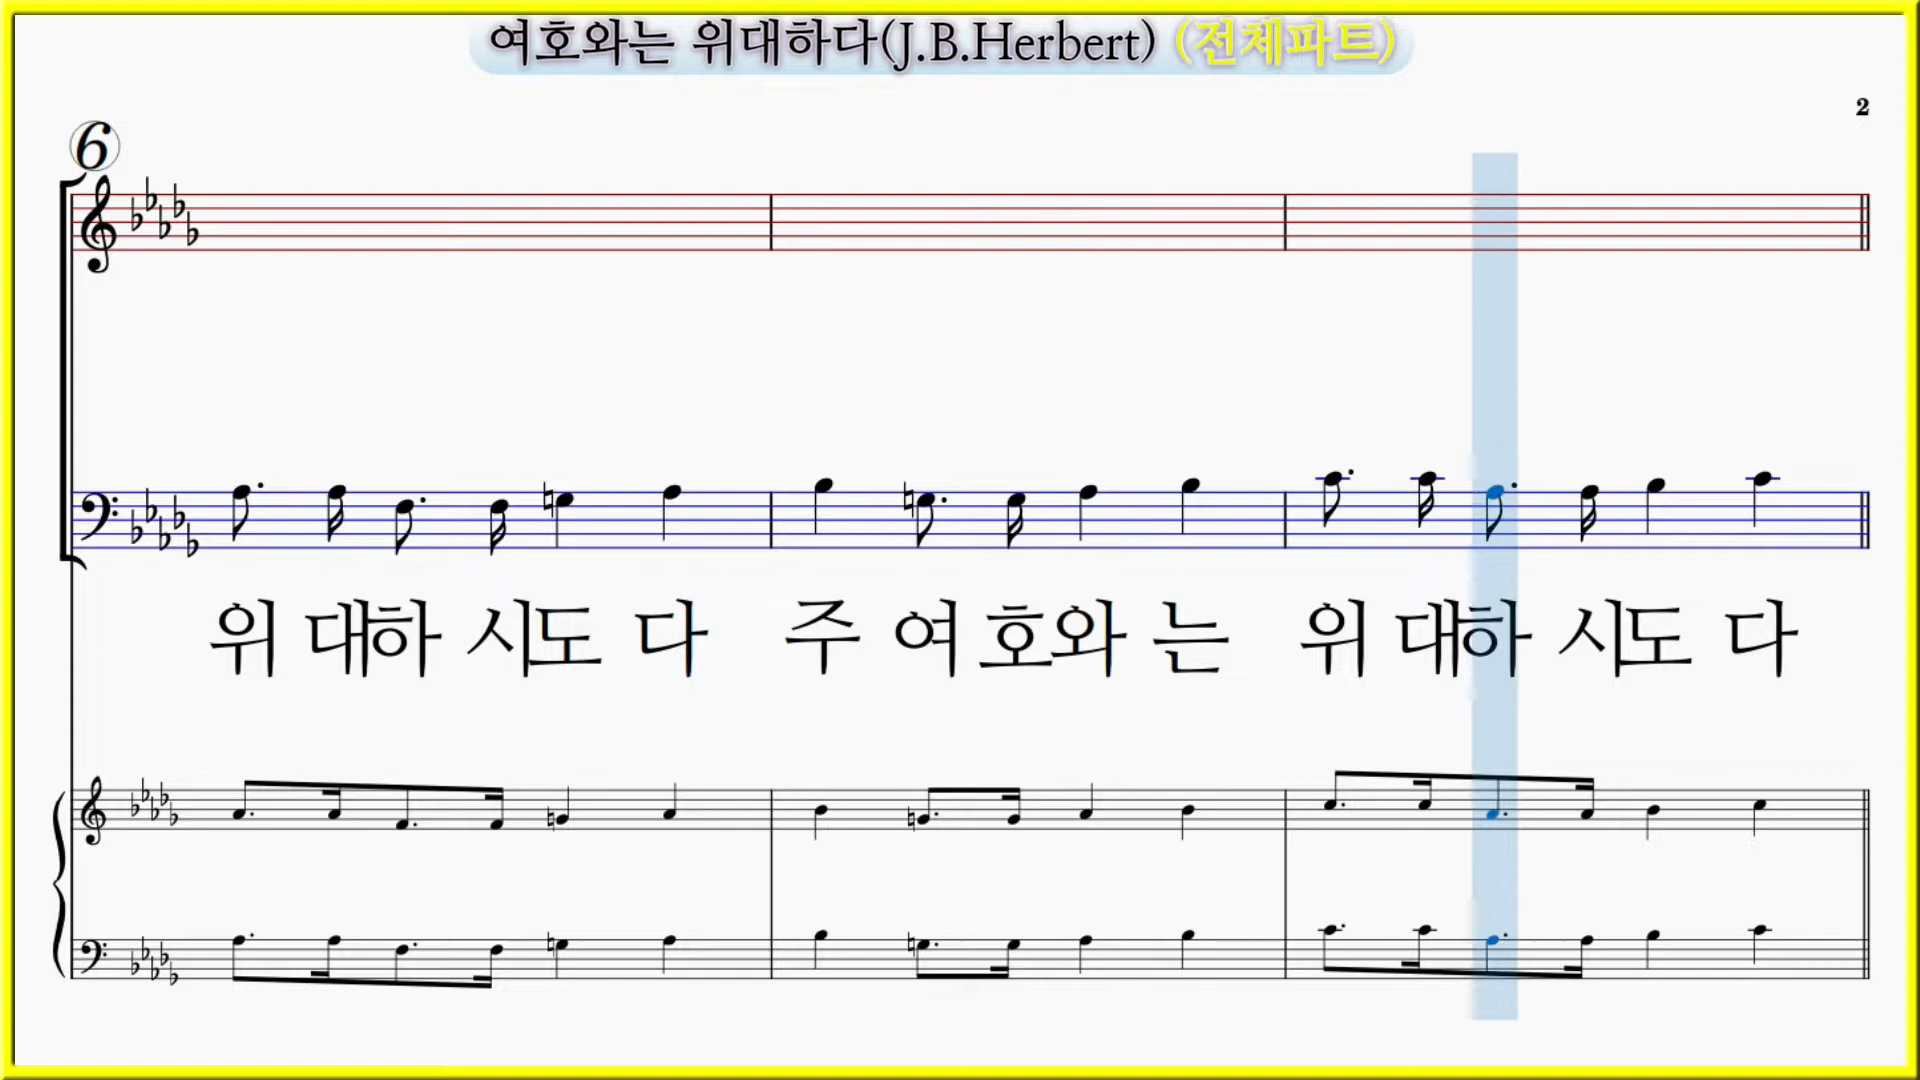 여호와는 위대하다(J.B.Herbert) (전체파트)
2
6
위 대하 시도 다 주 여 호와 는 위 대하 시도 다